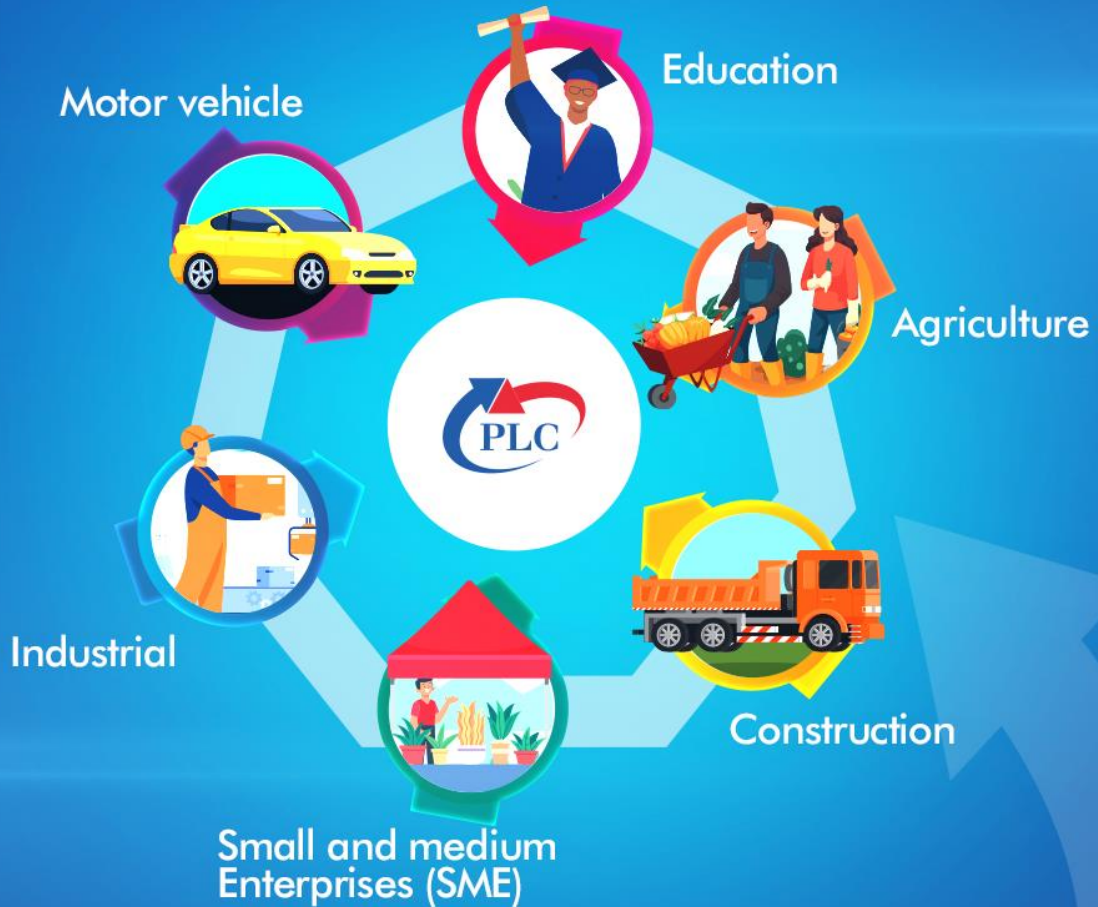 Education
Motor vehicle
Agriculture
PLC
Industrial
Construction
Small and medium
Enterprises (SME)